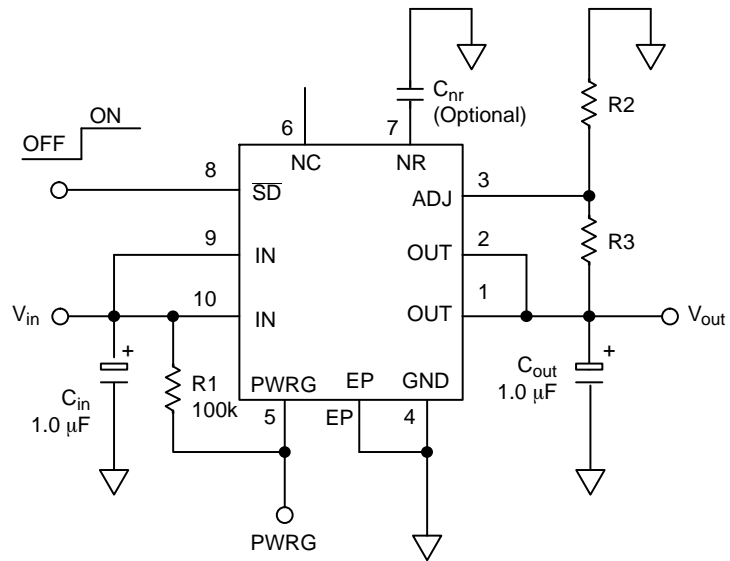 C_nr
(Optional)
R2
ON
OFF
6
7
8
NC
NR
3
SD
ADJ
9
2
R3
IN
OUT
10
1
V_in
IN
OUT
V_out
+
+
C_in
1.0 μF
R1
100k
PWRG
EP
GND
C_out
1.0 μF
5
EP
4
PWRG